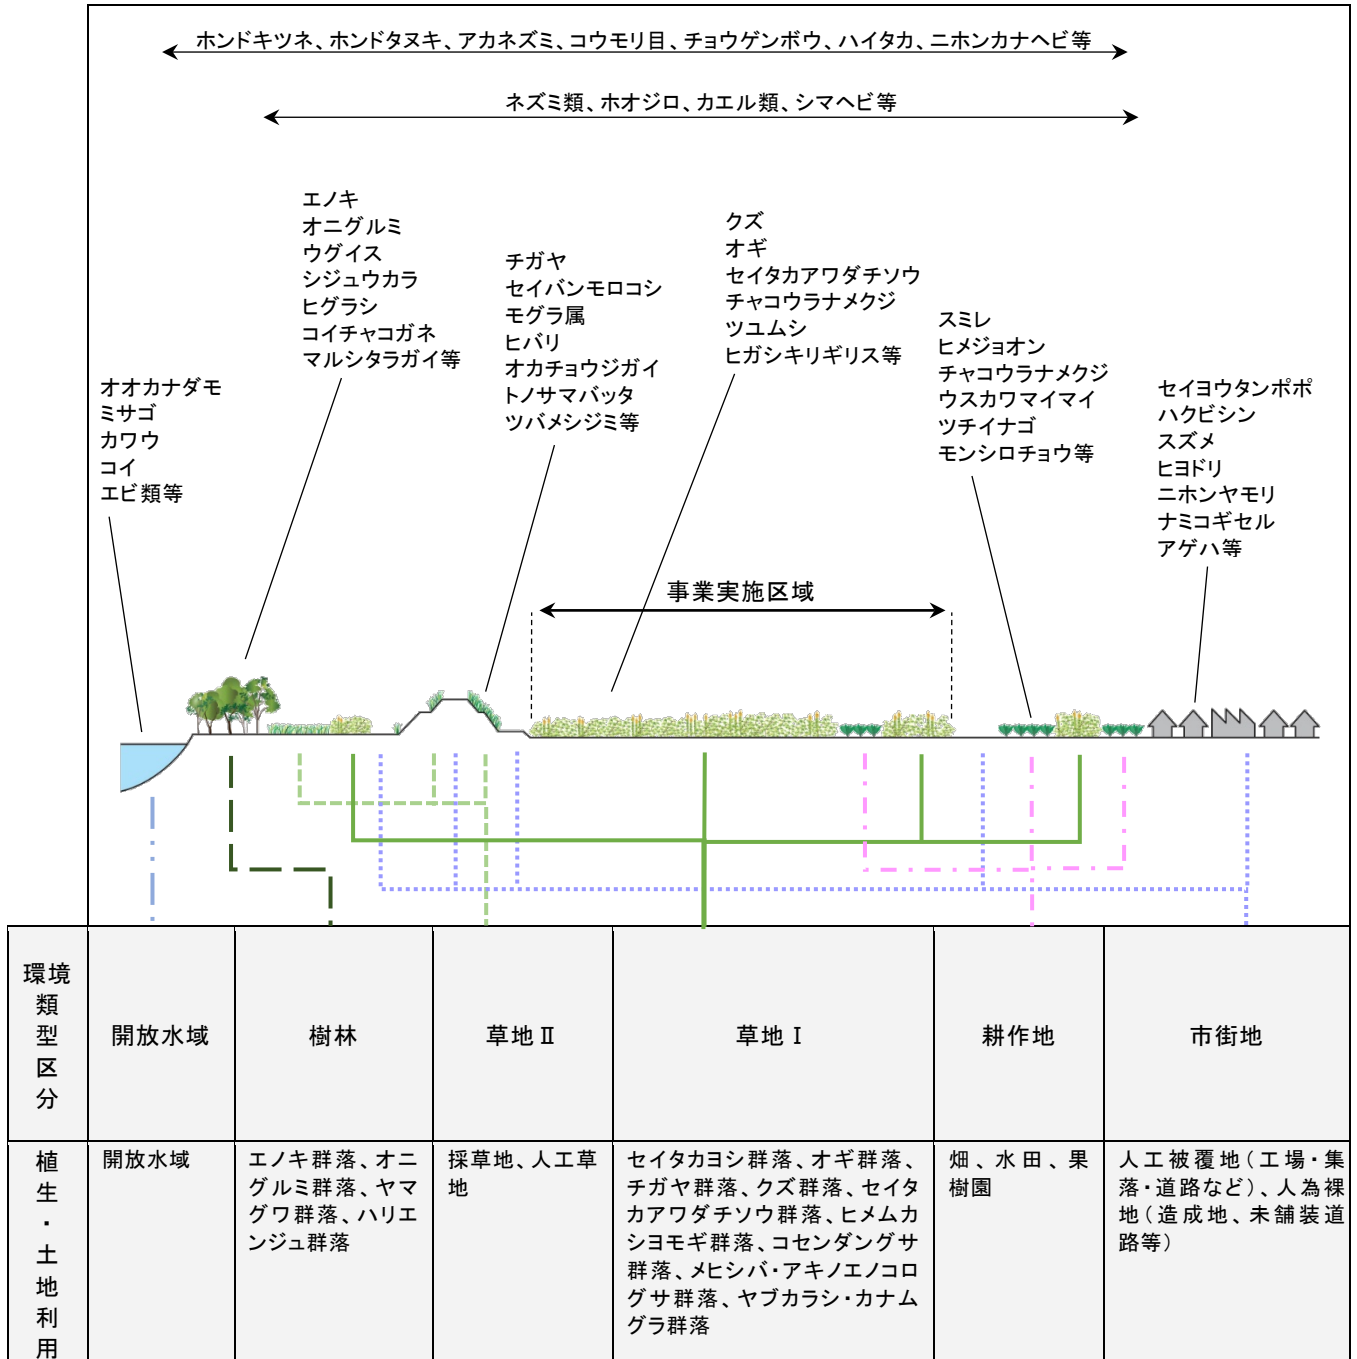 ホンドキツネ、ホンドタヌキ、アカネズミ、コウモリ目、チョウゲンボウ、ハイタカ、ニホンカナヘビ等
ネズミ類、ホオジロ、カエル類、シマヘビ等
オオカナダモ
ミサゴ
カワウ
コイ
エビ類等
エノキ
オニグルミ
ウグイス
シジュウカラ
ヒグラシ
コイチャコガネ
マルシタラガイ等
チガヤ
セイバンモロコシ
モグラ属
ヒバリ
オカチョウジガイ
トノサマバッタ
ツバメシジミ等
クズ
オギ
セイタカアワダチソウ
チャコウラナメクジ
ツユムシ
ヒガシキリギリス等
スミレ
ヒメジョオン
チャコウラナメクジ
ウスカワマイマイ
ツチイナゴ
モンシロチョウ等
セイヨウタンポポ
ハクビシン
スズメ
ヒヨドリ
ニホンヤモリ
ナミコギセル
アゲハ等
事業実施区域
環境
類
型
区
分
開放水域
樹林
草地Ⅱ
草地Ⅰ
耕作地
市街地
植
生
・
土
地
利
用
開放水域
エノキ群落、オニ
グルミ群落、ヤマ
グワ群落、ハリエ
ンジュ群落
採草地、人工草
地
セイタカヨシ群落、オギ群落、
チガヤ群落、クズ群落、セイタ
カアワダチソウ群落、ヒメムカ
シヨモギ群落、コセンダングサ
群落、メヒシバ・アキノエノコロ
グサ群落、ヤブカラシ・カナム
グラ群落
畑、水田、果
樹園
人工被覆地（工場・集
落・道路など）、人為裸
地（造成地、未舗装道
路等）